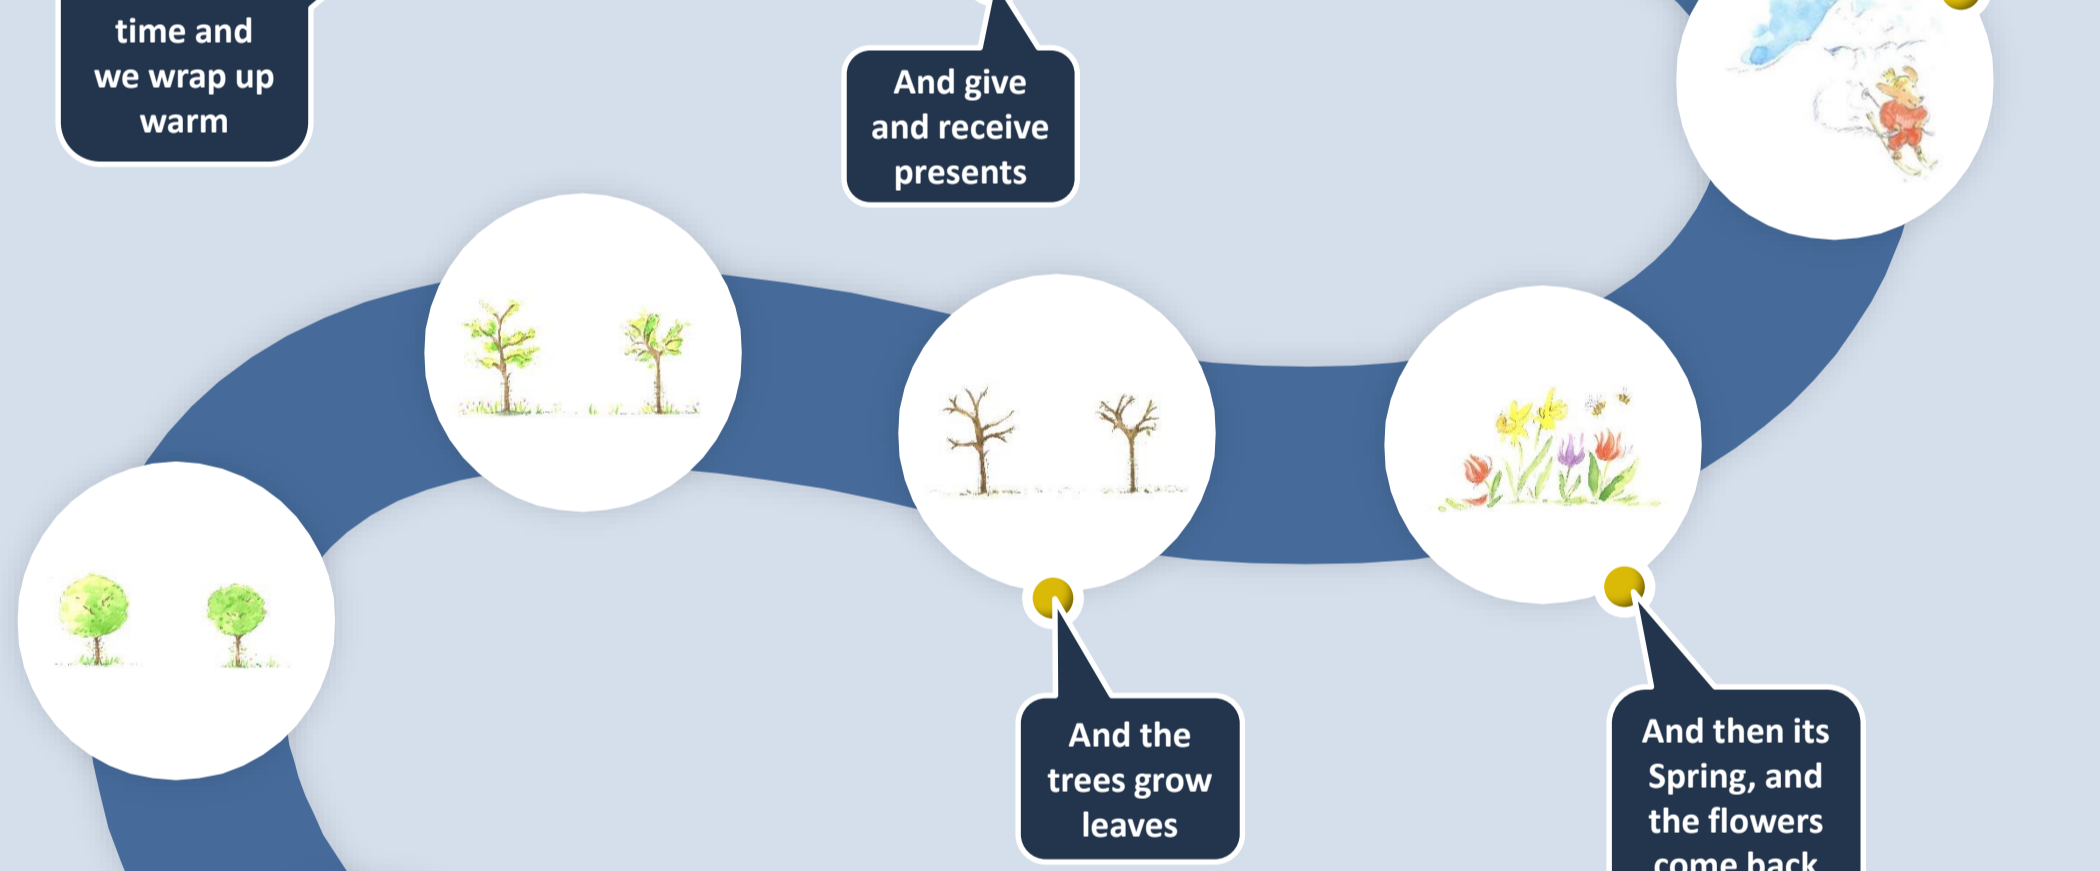 time and
we wrap up
warm
And give
and receive
presents
And the
trees grow
leaves
And then its
Spring, and
the flowers
come back